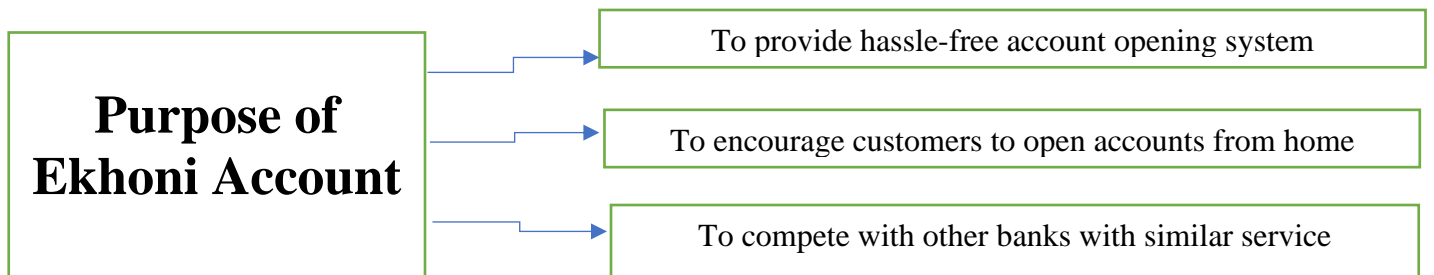 Purpose of
Ekhoni Account
To provide hassle-free account opening system
To encourage customers to open accounts from home
To compete with other banks with similar service